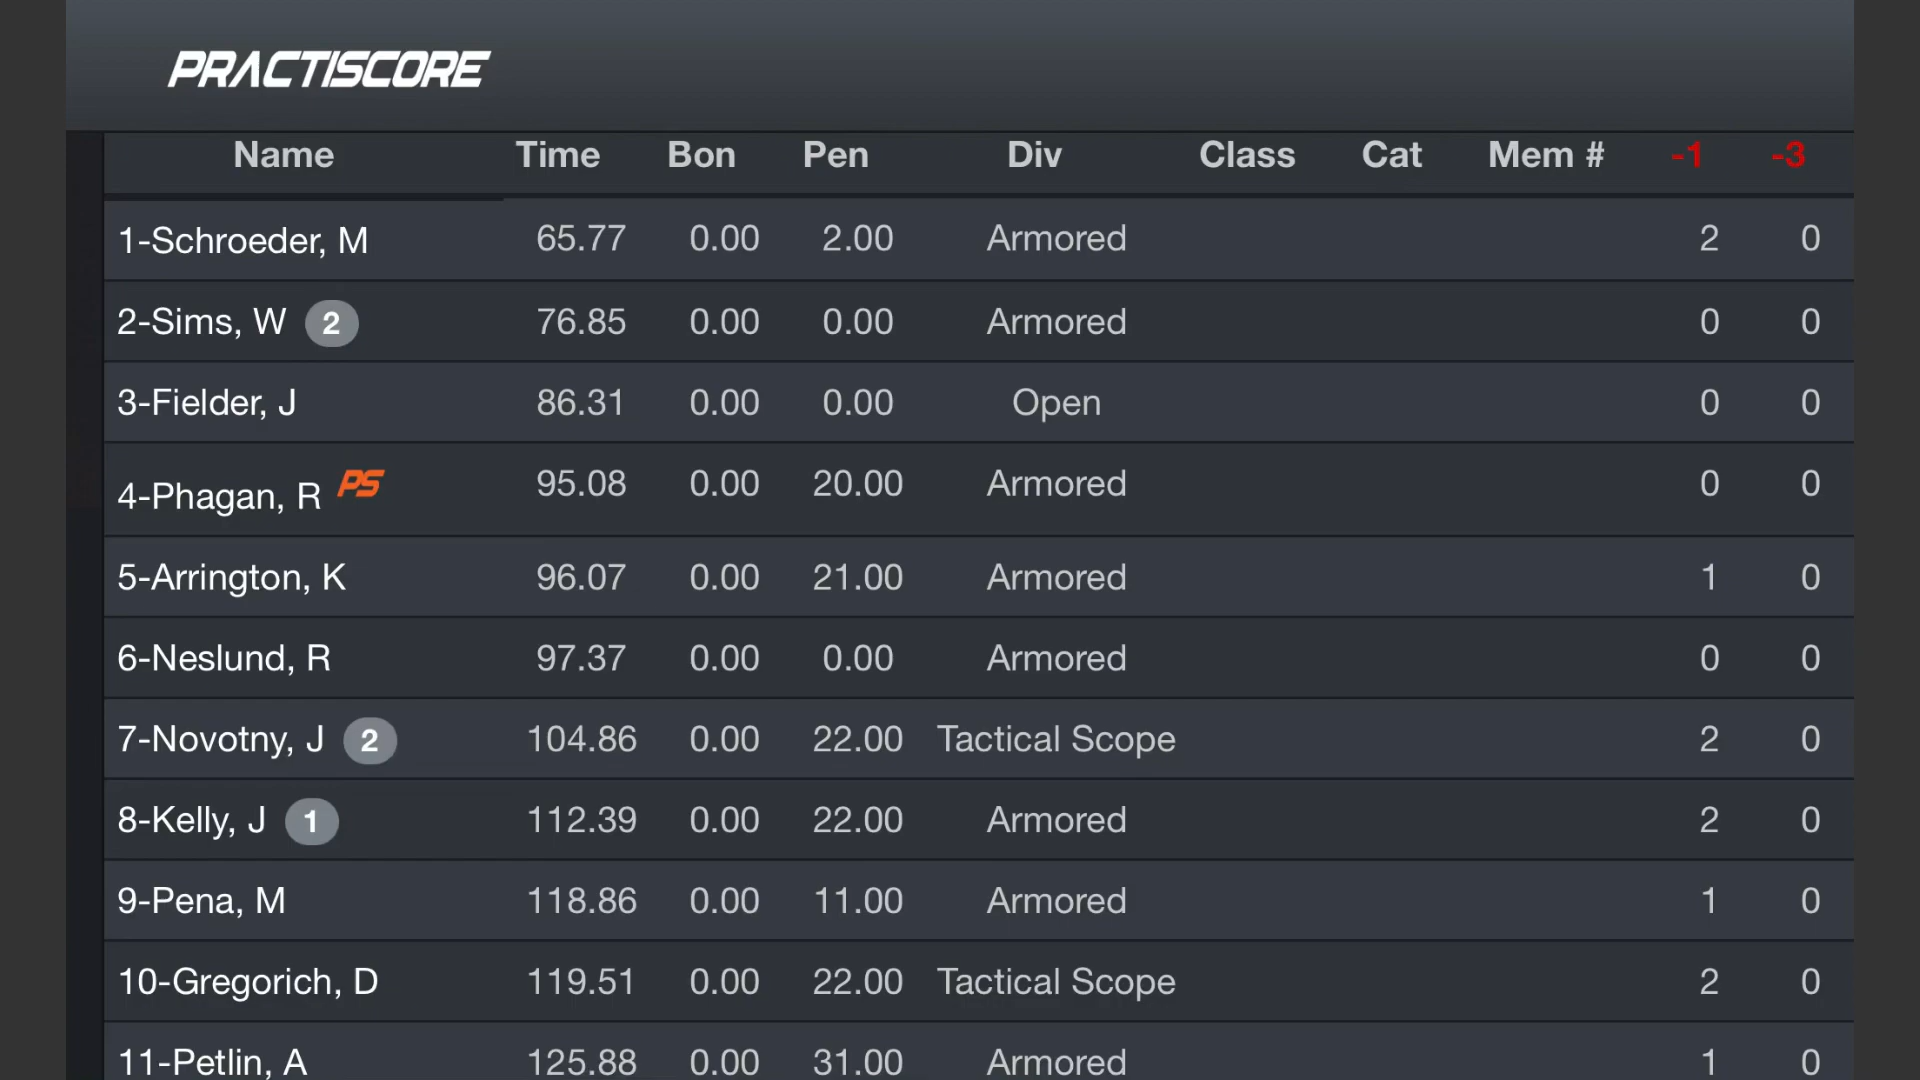 PRACTISCORE
Name Time Bon Pen Div Class Cat Mem # -1 -3
1-Schroeder, M 65.77 0.00 2.00 Armored 2 0
2-Sims, W 2 76.85 0.00 0.00 Armored 0 0
3-Fielder, J 86.31 0.00 0.00 Open 0 0
4-Phagan, R PS 95.08 0.00 20.00 Armored 0 0
5-Arrington, K 96.07 0.00 21.00 Armored 1 0
6-Neslund, R 97.37 0.00 0.00 Armored 0 0
7-Novotny, J 2 104.86 0.00 22.00 Tactical Scope 2 0
8-Kelly, J 1 112.39 0.00 22.00 Armored 2 0
9-Pena, M 118.86 0.00 11.00 Armored 1 0
10-Gregorich, D 119.51 0.00 22.00 Tactical Scope 2 0
11-Petlin, A 125.88 0.00 31.00 Armored 1 0